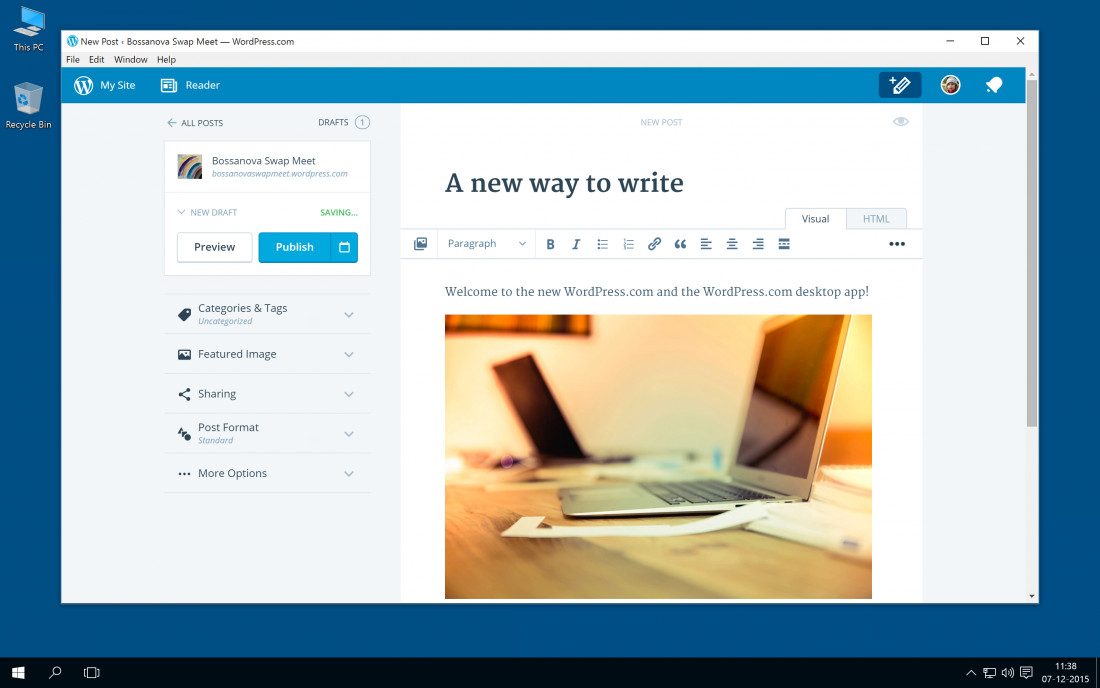 This PC
Recycle Bin
New Post ‹ Bossanova Swap Meet — WordPress.com
File Edit Window Help
My Site Reader
ALL POSTS DRAFTS 1
Bossanova Swap Meet
bossanovaswapmeet.wordpress.com
NEW DRAFT SAVING...
Preview Publish
Categories & Tags
Uncategorized
Featured Image
Sharing
Post Format
Standard
More Options
NEW POST
A new way to write
Visual HTML
Paragraph B I
Welcome to the new WordPress.com and the WordPress.com desktop app!
11:38
07-12-2015